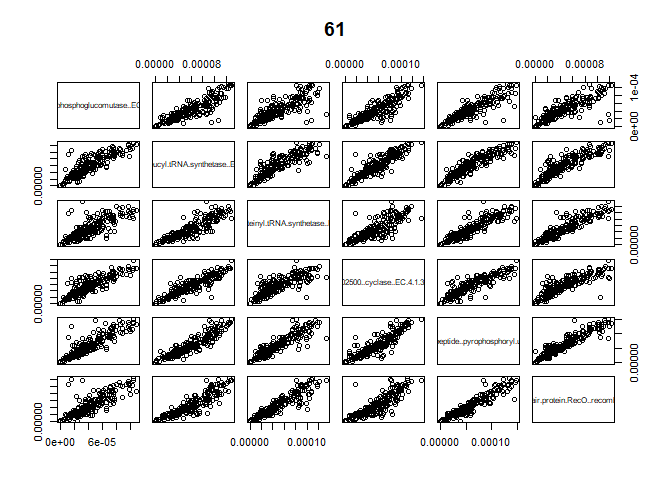 61
0.00000 0.00008 0.00000 0.00010 0.00000 0.00008
phosphoglucomutase..EC
0e+00 1e-04
0.00000
ucyl.tRNA.synthetase..E
teinyl.tRNA.synthetase..
0.00000
0.00000
02500..cyclase..EC.4.1.3
eptide..pyrophosphoryl.u
0.00000
0.00000
air.protein.RecO..recoml
0e+00 6e-05 0.00000 0.00010 0.00000 0.00010